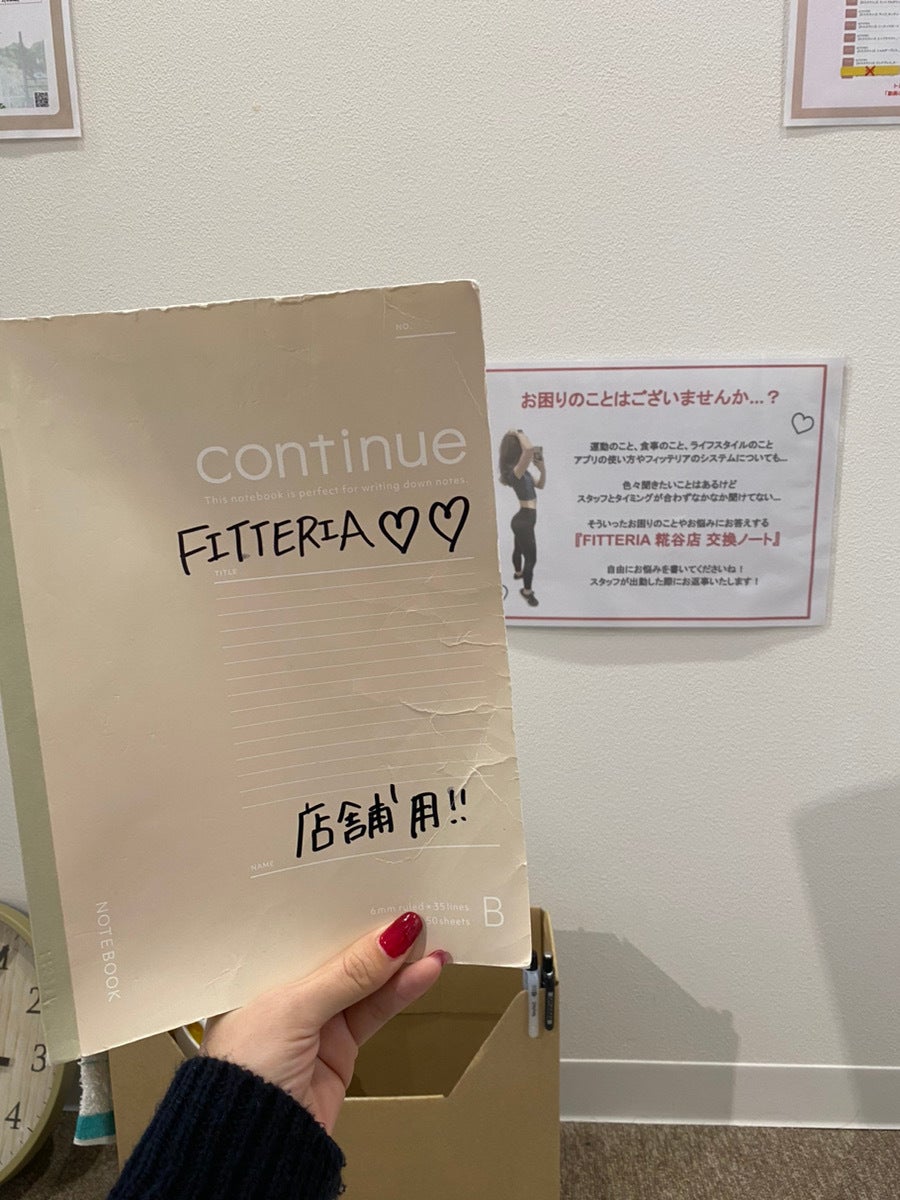 NO.
continue
This notebook is perfect for writing down notes.
FITTERIA♡♡
TITLE
店舗用!!
NAME
6mm ruled × 35lines
50sheets
B
NOTEBOOK
お困りのことはございませんか…？
運動のこと、食事のこと、ライフスタイルのこと
アプリの使い方やフィッテリアのシステムについても…
色々聞きたいことはあるけど
スタッフとタイミングが合わずなかなか聞けてない…
そういったお困りのことやお悩みにお答えする
『FITTERIA 糀谷店 交換ノート』
自由にお悩みを書いてくださいね！
スタッフが出勤した際にお返事いたします！
2
3
4